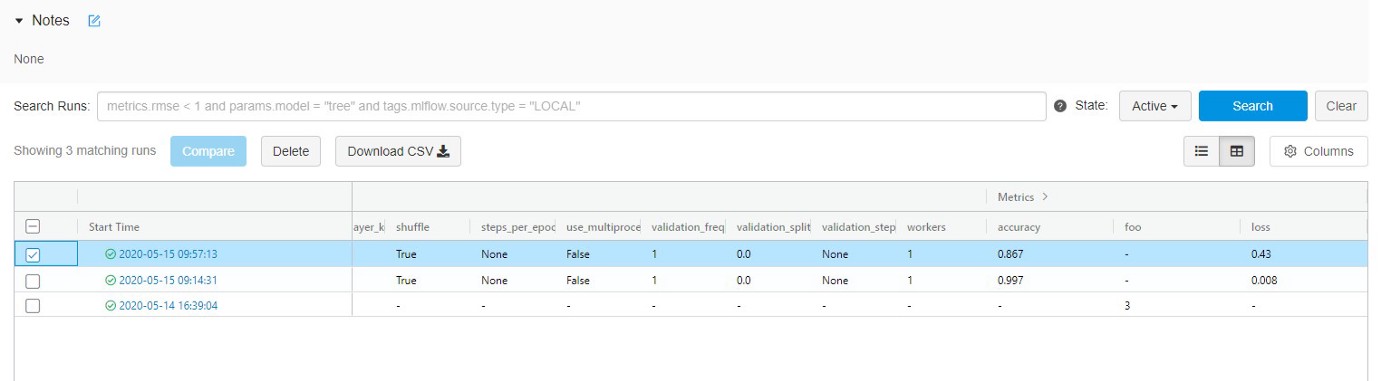 Notes
None
Search Runs: metrics.rmse < 1 and params.model = "tree" and tags.mlflow.source.type = "LOCAL" State: Active Search Clear
Showing 3 matching runs Compare Delete Download CSV Columns
Metrics
Start Time ayer_k shuffle steps_per_epoc use_multiproce validation_freq validation_split validation_step workers accuracy foo loss
2020-05-15 09:57:13 True None False 1 0.0 None 1 0.867 - 0.43
2020-05-15 09:14:31 True None False 1 0.0 None 1 0.997 - 0.008
2020-05-14 16:39:04 - - - - - - - - 3 -